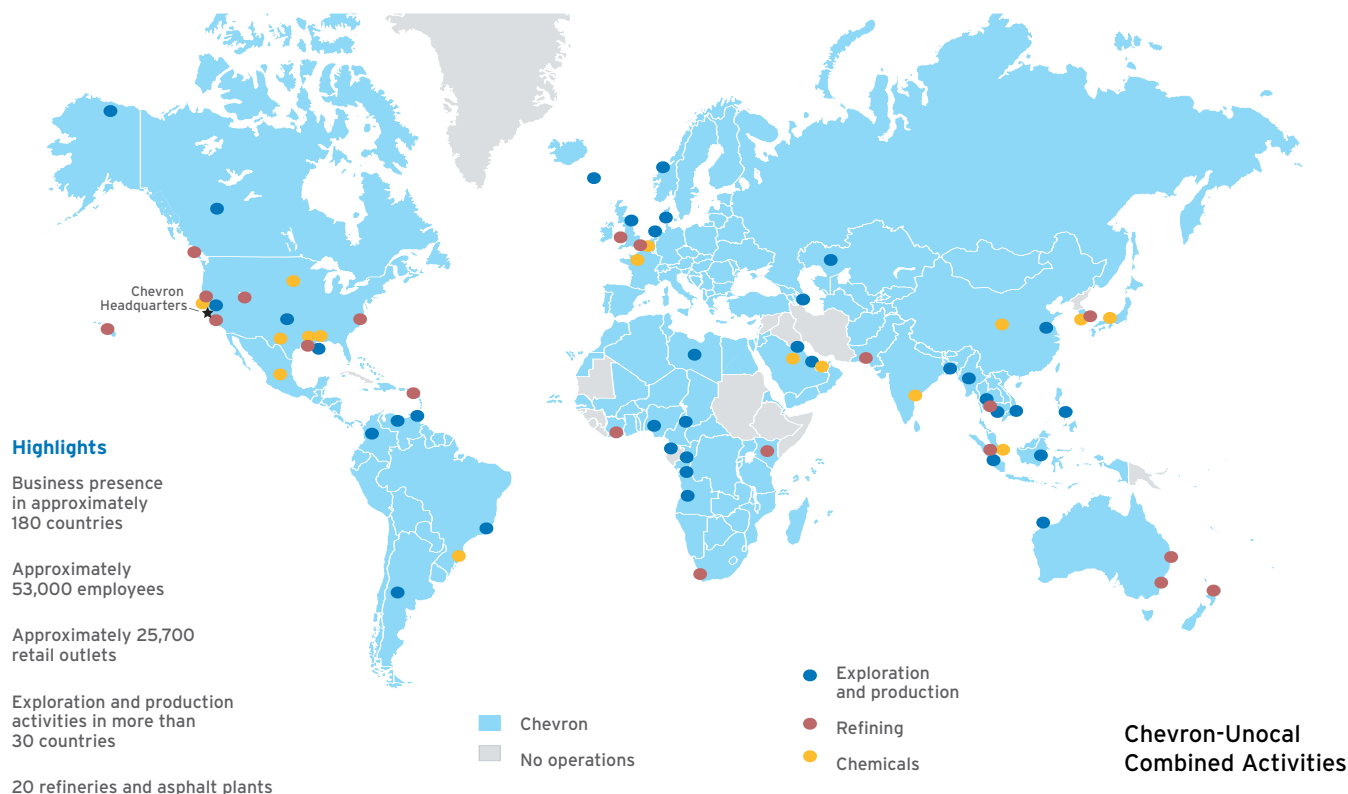 Chevron
Headquarters
Highlights
Business presence
in approximately
180 countries
Approximately
53,000 employees
Approximately 25,700
retail outlets
Exploration and production
activities in more than
30 countries
20 refineries and asphalt plants
Chevron
No operations
Exploration
and production
Refining
Chemicals
Chevron-Unocal
Combined Activities